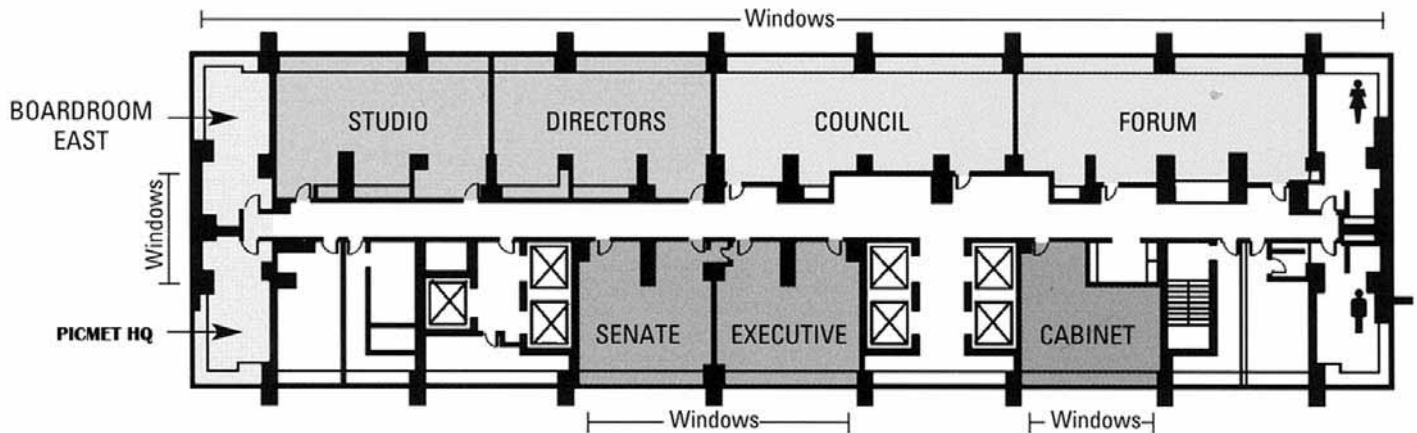 Windows
BOARDROOM
EAST
STUDIO
DIRECTORS
COUNCIL
FORUM
Windows
PICMET HQ
SENATE
EXECUTIVE
CABINET
Windows
Windows